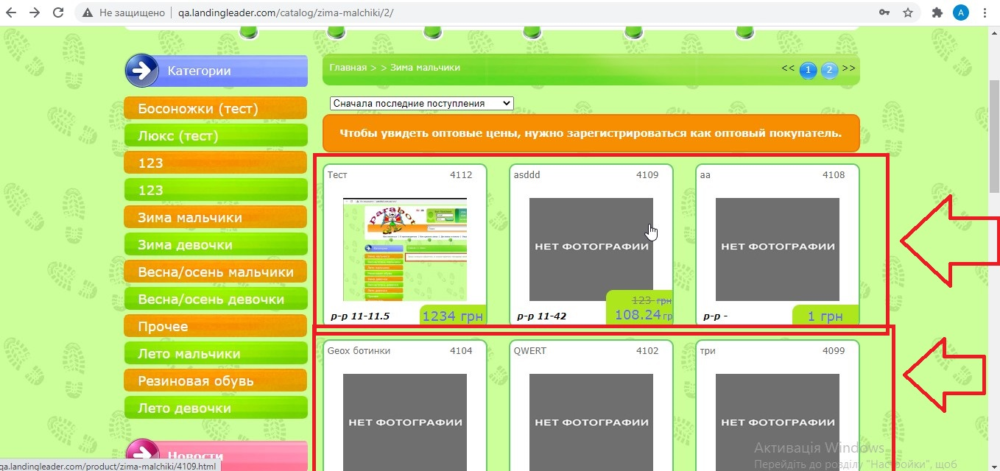 Не защищено
qa.landingleader.com/catalog/zima-malchiki/2/
A
Категории
Босоножки (тест)
Люкс (тест)
123
123
Зима мальчики
Зима девочки
Весна/осень мальчики
Весна/осень девочки
Прочее
Лето мальчики
Резиновая обувь
Лето девочки
Новости
Главная > > Зима мальчики
<< 1 2 >>
Сначала последние поступления
Чтобы увидеть оптовые цены, нужно зарегистрироваться как оптовый покупатель.
Тест 4112
parabot
р-р 11-11.5
1234 грн
asddd 4109
НЕТ ФОТОГРАФИИ
123 грн
р-р 11-42
108.24гр
aa 4108
НЕТ ФОТОГРАФИИ
р-р -
1 грн
Geox ботинки 4104
НЕТ ФОТОГРАФИИ
QWERT 4102
НЕТ ФОТОГРАФИИ
три 4099
НЕТ ФОТОГРАФИИ
Активація Windows
Перейдіть до розділу "Настройки", щоб
qa.landingleader.com/product/zima-malchiki/4109.html